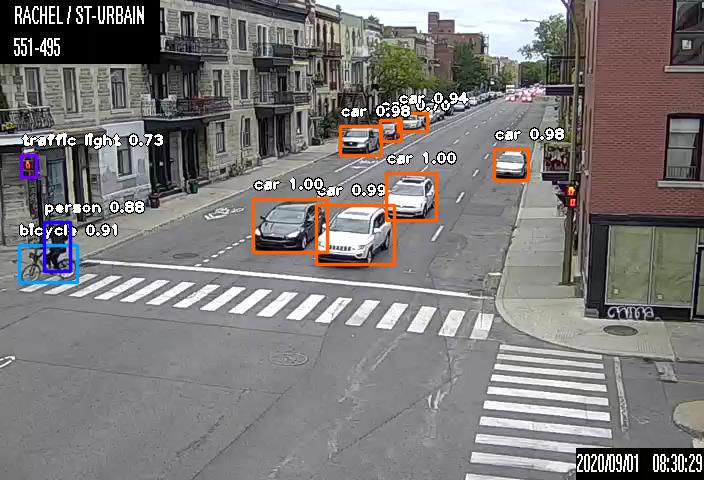 RACHEL / ST-URBAIN
551-495
car 0.94
car 0.98
car 0.98
traffic light 0.73
car 1.00
car 1.00
car 0.99
person 0.88
bicycle 0.91
2020/09/01 08:30:29